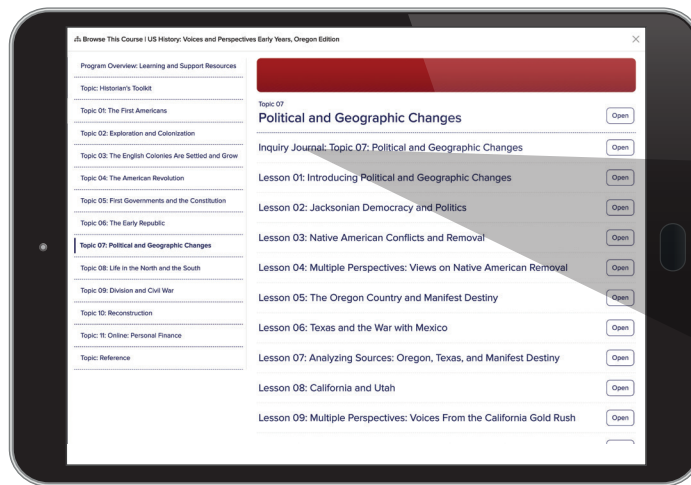 Browse This Course | US History: Voices and Perspectives Early Years, Oregon Edition
Program Overview: Learning and Support Resources
Topic: Historian's Toolkit
Topic 01: The First Americans
Topic 02: Exploration and Colonization
Topic 03: The English Colonies Are Settled and Grow
Topic 04: The American Revolution
Topic 05: First Governments and the Constitution
Topic 06: The Early Republic
Topic 07: Political and Geographic Changes
Topic 08: Life in the North and the South
Topic 09: Division and Civil War
Topic 10: Reconstruction
Topic: 11: Online: Personal Finance
Topic: Reference
Topic 07
Political and Geographic Changes Open
Inquiry Journal: Topic 07: Political and Geographic Changes Open
Lesson 01: Introducing Political and Geographic Changes Open
Lesson 02: Jacksonian Democracy and Politics Open
Lesson 03: Native American Conflicts and Removal Open
Lesson 04: Multiple Perspectives: Views on Native American Removal Open
Lesson 05: The Oregon Country and Manifest Destiny Open
Lesson 06: Texas and the War with Mexico Open
Lesson 07: Analyzing Sources: Oregon, Texas, and Manifest Destiny Open
Lesson 08: California and Utah Open
Lesson 09: Multiple Perspectives: Voices From the California Gold Rush Open